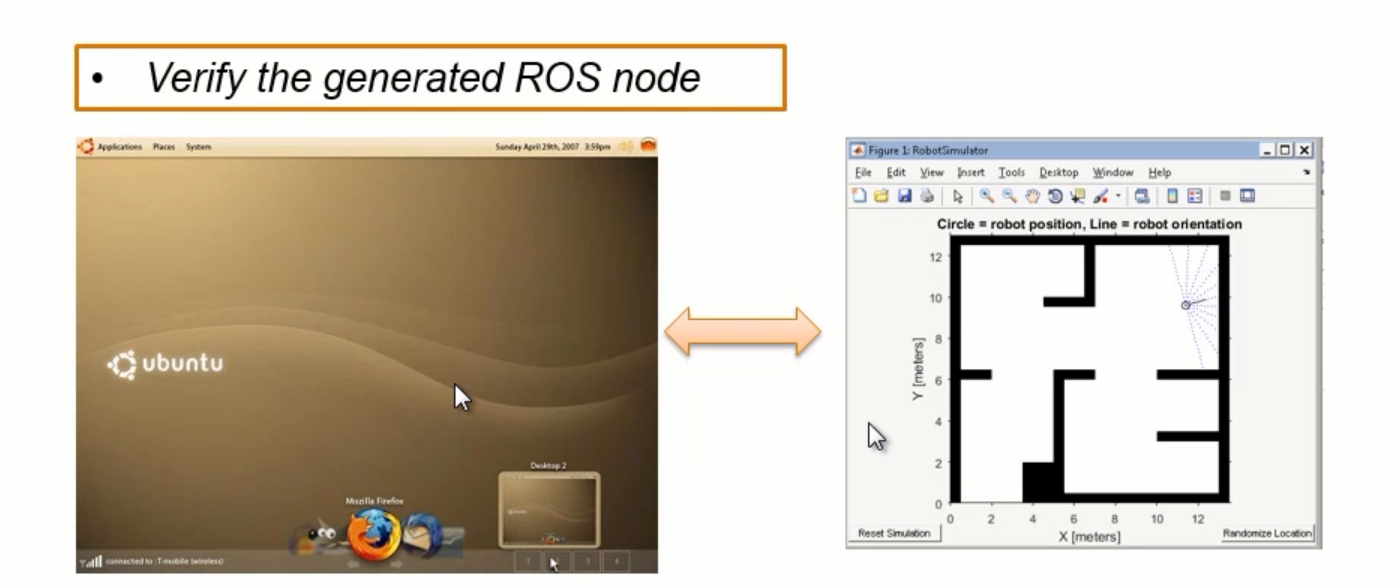 • Verify the generated ROS node
Applications Places System
Sunday April 29th, 2007 3:59pm
ubuntu
Desktop 2
ubuntu
Mozilla Firefox
connected to : T-mobile (wireless)
1 2 3 4
Figure 1: RobotSimulator
File Edit View Insert Tools Desktop Window Help
Circle = robot position, Line = robot orientation
12
10
8
6
4
2
0
Y [meters]
0 2 4 6 8 10 12
X [meters]
Reset Simulation
Randomize Location